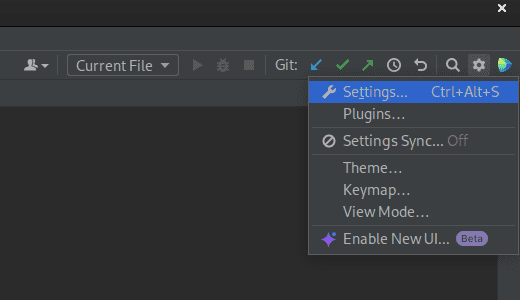 Current File Git:
Settings... Ctrl+Alt+S
Plugins...
Settings Sync... Off
Theme...
Keymap...
View Mode...
Enable New UI... Beta